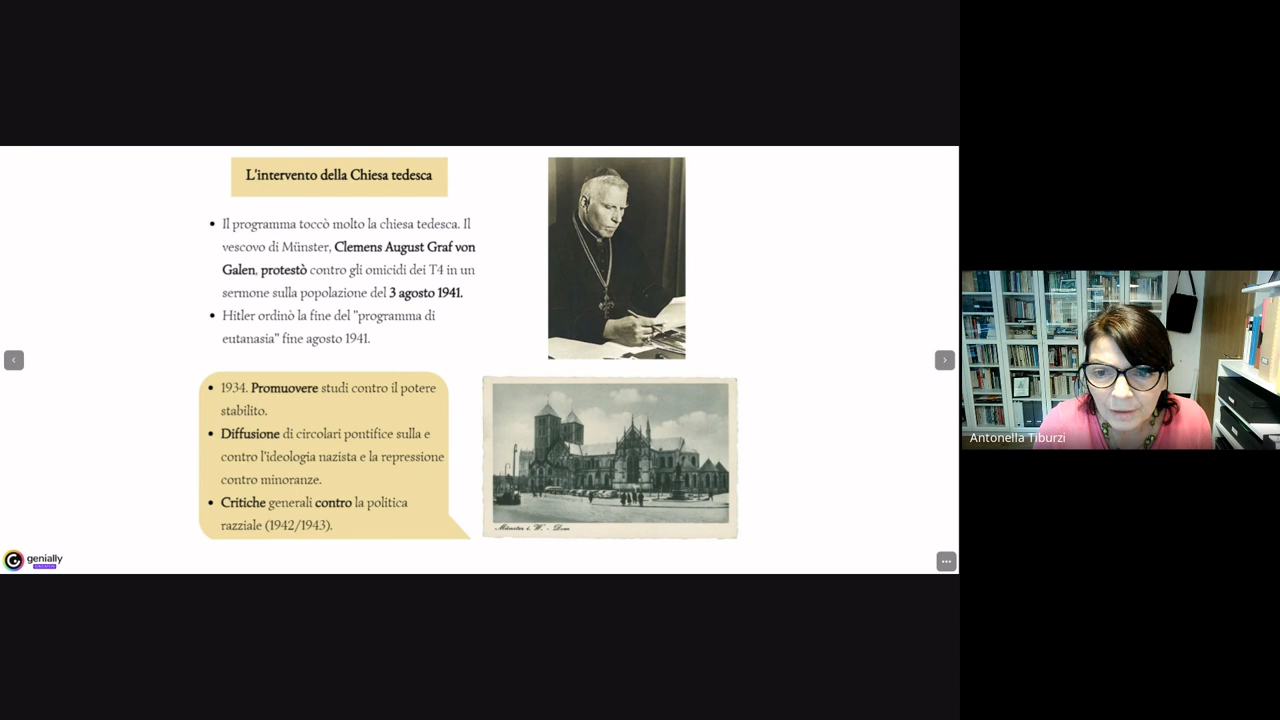 L'intervento della Chiesa tedesca
Il programma toccò molto la chiesa tedesca. Il
vescovo di Münster, Clemens August Graf von
Galen, protestò contro gli omicidi dei T4 in un
sermone sulla popolazione del 3 agosto 1941.
Hitler ordinò la fine del "programma di
eutanasia" fine agosto 1941.
1934. Promuovere studi contro il potere
stabilito.
Diffusione di circolari pontifice sulla e
contro l'ideologia nazista e la repressione
contro minoranze.
Critiche generali contro la politica
razziale (1942/1943).
Münster i. W. - Dom
genially
Antonella Tiburzi